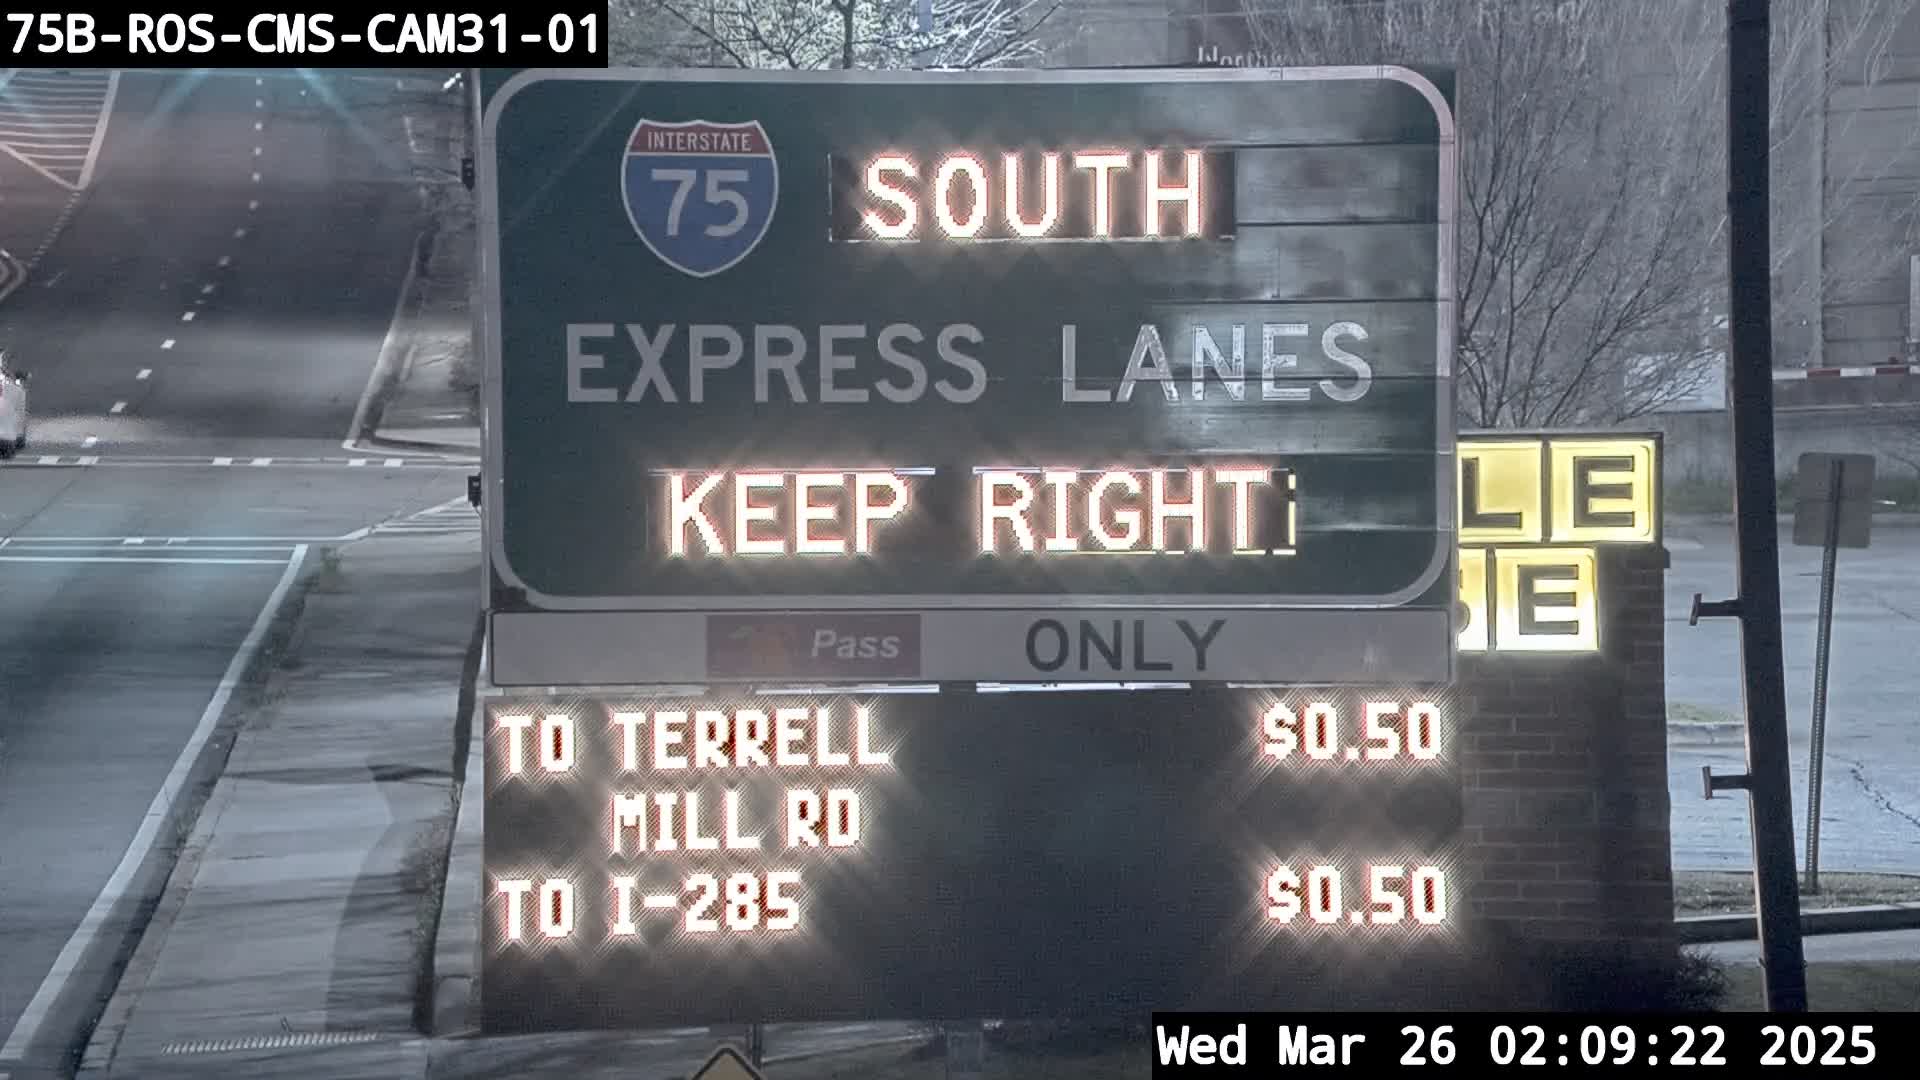 75B-ROS-CMS-CAM31-01
INTERSTATE
75
SOUTH
EXPRESS LANES
KEEP RIGHT
Pass ONLY
TO TERRELL $0.50
MILL RD
TO I-285 $0.50
LE
E
Wed Mar 26 02:09:22 2025